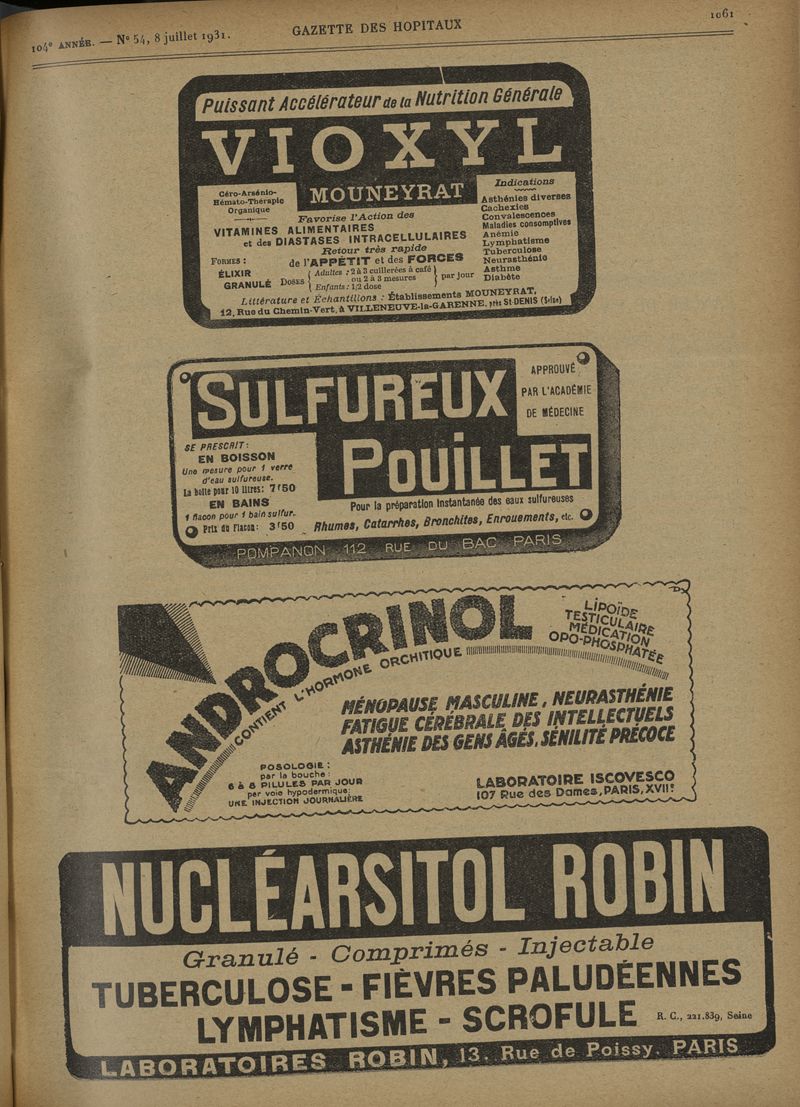 104e ANNÉE. — No 54, 8 juillet 1931.
GAZETTE DES HOPITAUX
1061
Puissant Accélérateur de la Nutrition Générale
VIOXYL
MOUNEYRAT
Céro-Arsénio-
Hémato-Thérapie
Organique
Favorise l'Action des
VITAMINES ALIMENTAIRES
et des DIASTASES INTRACELLULAIRES
Retour très rapide
de l'APPÉTIT et des FORCES
FORMES :
ÉLIXIR
GRANULÉ
DOSES
Adultes : 2 à 3 cuillerées à café
ou 2 à 3 mesures
Enfants : 1/2 dose
par jour
Indications
Asthénies diverses
Cachexies
Convalescences
Maladies consomptives
Anémie
Lymphatisme
Tuberculose
Neurasthénie
Asthme
Diabète
Littérature et Échantillons : Établissements MOUNEYRAT,
12, Rue du Chemin-Vert, à VILLENEUVE-la-GARENNE, près St-DENIS (Seine)
SULFUREUX
POUILLET
APPROUVÉ
PAR L'ACADÉMIE
DE MÉDECINE
SE PRESCRIT :
EN BOISSON
Une mesure pour 1 verre
d'eau sulfureuse.
La boîte pour 10 litres : 7f50
EN BAINS
1 flacon pour 1 bain sulfur.
Prix du Flacon : 3f50
Pour la préparation instantanée des eaux sulfureuses
Rhumes, Catarrhes, Bronchites, Enrouements, etc.
POMPANON 112 RUE DU BAC PARIS
ANDROCRINOL
CONTIENT L'HORMONE ORCHITIQUE
LIPOÏDE
TESTICULAIRE
MÉDICATION
OPO-PHOSPHATÉE
MÉNOPAUSE MASCULINE, NEURASTHÉNIE
FATIGUE CÉRÉBRALE DES INTELLECTUELS
ASTHÉNIE DES GENS ÂGÉS, SÉNILITÉ PRÉCOCE
POSOLOGIE :
par la bouche :
6 à 8 PILULES PAR JOUR
par voie hypodermique :
UNE INJECTION JOURNALIÈRE
LABORATOIRE ISCOVESCO
107 Rue des Dames, PARIS, XVIIe
NUCLÉARSITOL ROBIN
Granulé - Comprimés - Injectable
TUBERCULOSE - FIÈVRES PALUDÉENNES
LYMPHATISME - SCROFULE
R. C., 221.839, Seine
LABORATOIRES ROBIN, 13, Rue de Poissy, PARIS